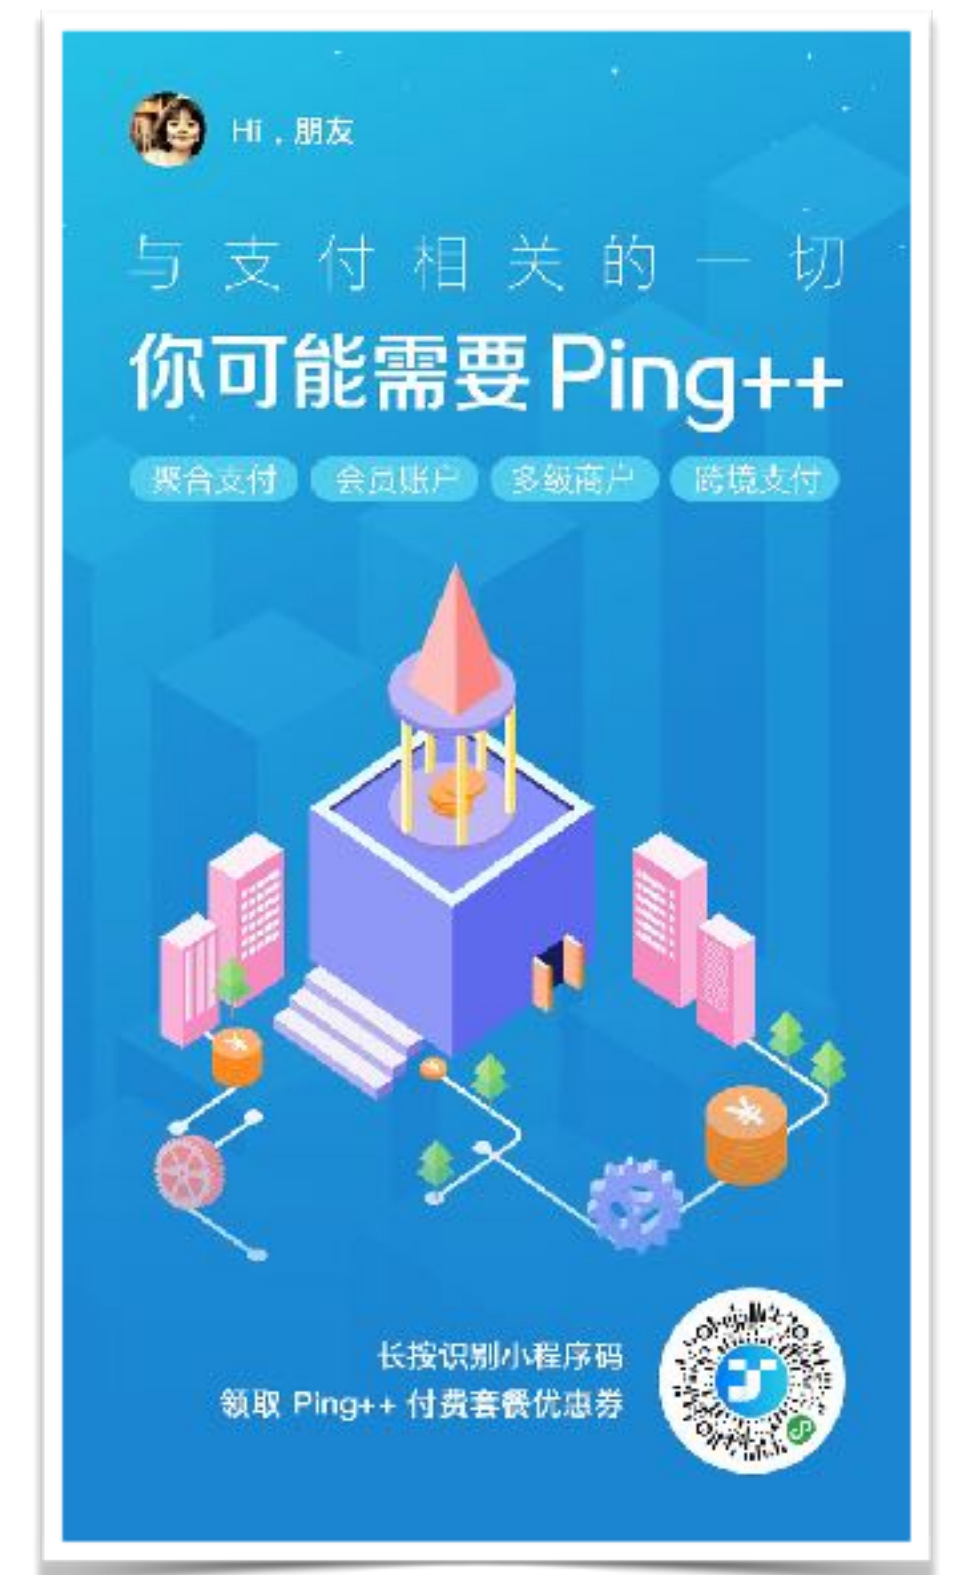 Hi，朋友
与支付相关的一切
你可能需要 Ping++
聚合支付 会员账户 多级商户 跨境支付
长按识别小程序码
领取 Ping++ 付费套餐优惠券